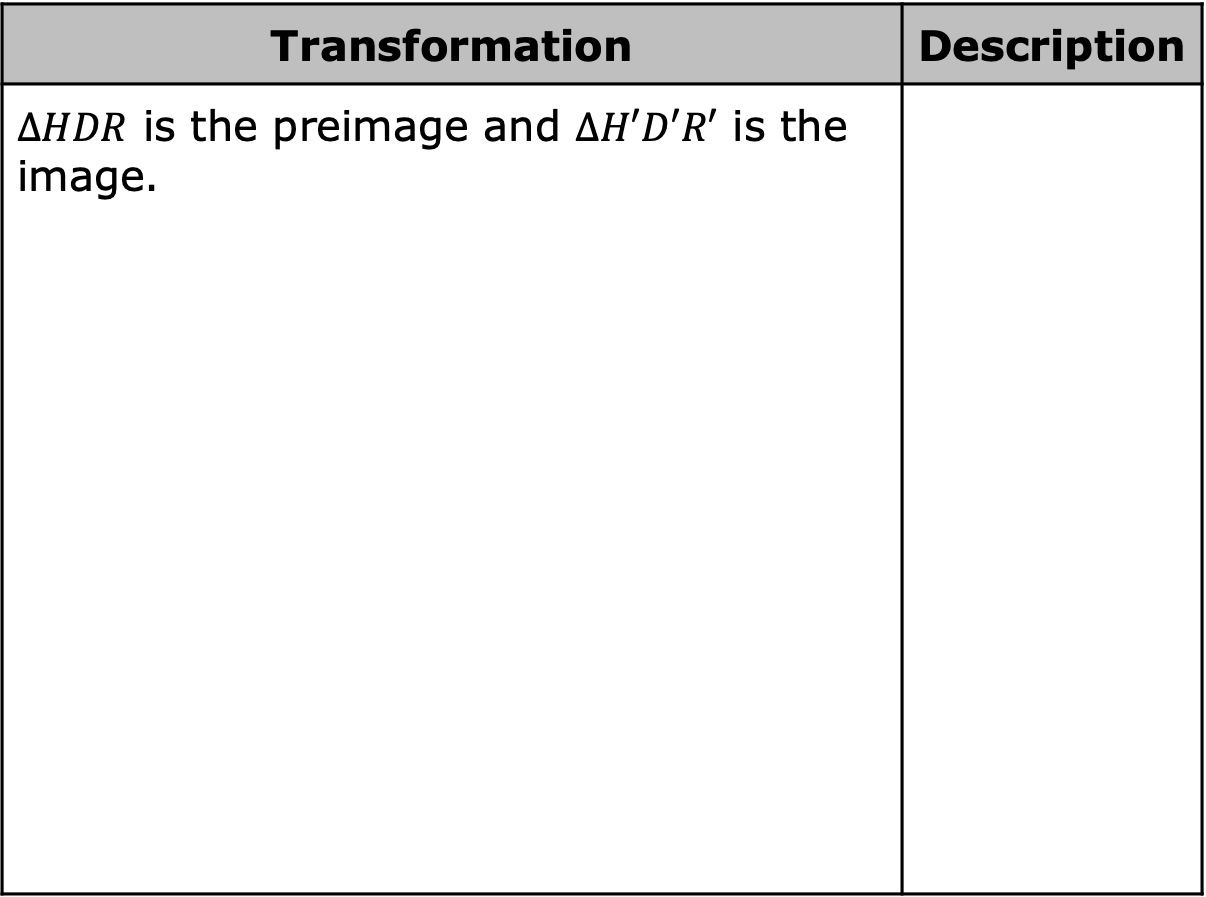 Transformation Description
ΔHDR is the preimage and ΔH′D′R′ is the
image.